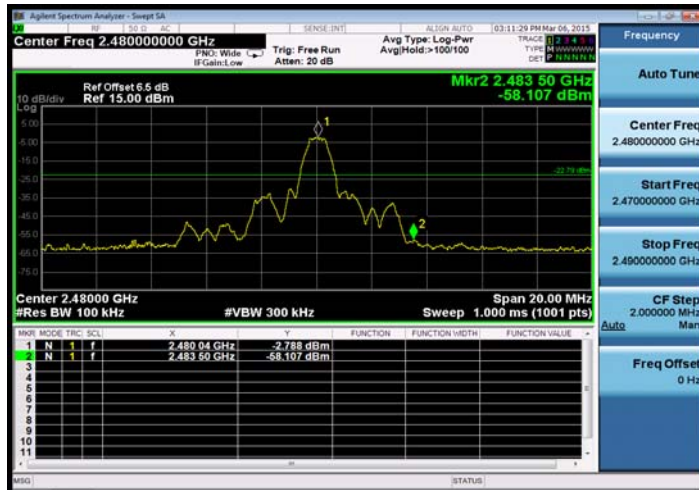 Agilent Spectrum Analyzer - Swept SA
RF 50 Ω AC SENSE:INT ALIGN AUTO 03:11:29 PM Mar 06, 2015
Frequency
Center Freq 2.480000000 GHz
PNO: Wide
IFGain:Low
Trig: Free Run
Atten: 20 dB
Avg Type: Log-Pwr
Avg|Hold:>100/100
TRACE 1 2 3 4 5 6
TYPE M WWWWW
DET P N N N N N
Auto Tune
Ref Offset 6.5 dB
Ref 15.00 dBm
10 dB/div
Log
Mkr2 2.483 50 GHz
-58.107 dBm
5.00
-5.00
-15.0
-25.0
-35.0
-45.0
-55.0
-65.0
-75.0
1
-22.79 dBm
2
Center Freq
2.480000000 GHz
Start Freq
2.470000000 GHz
Stop Freq
2.490000000 GHz
Center 2.48000 GHz
#Res BW 100 kHz
#VBW 300 kHz
Span 20.00 MHz
Sweep 1.000 ms (1001 pts)
CF Step
2.000000 MHz
Auto Man
MKR MODE TRC SCL X Y FUNCTION FUNCTION WIDTH FUNCTION VALUE
1 N 1 f 2.480 04 GHz -2.788 dBm
2 N 1 f 2.483 50 GHz -58.107 dBm
3
4
5
6
7
8
9
10
11
Freq Offset
0 Hz
MSG
STATUS